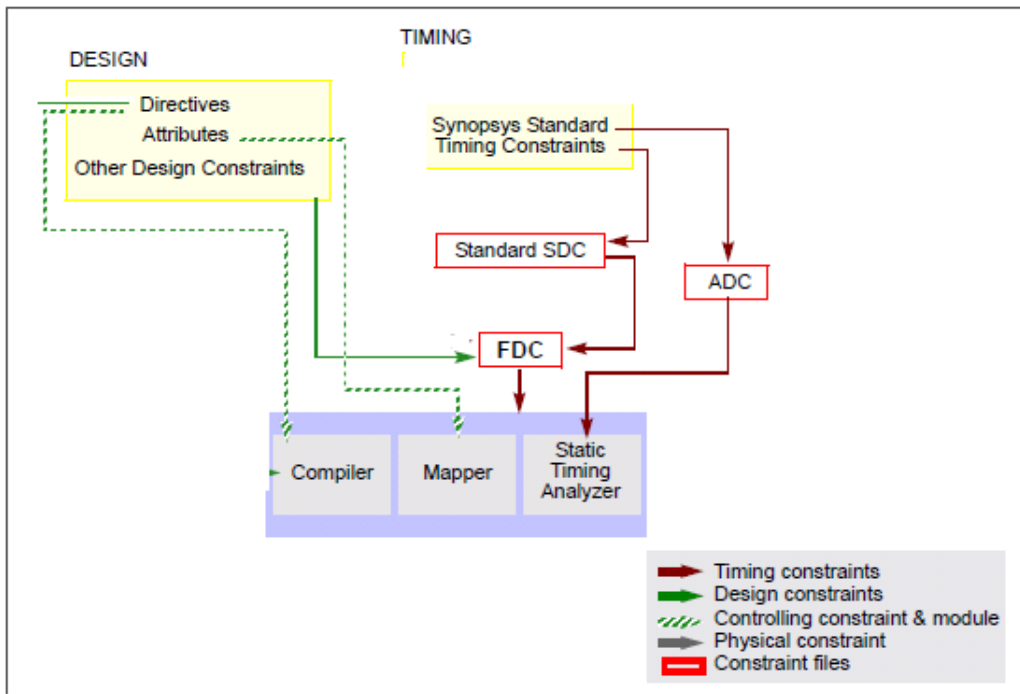 TIMING
DESIGN
Directives
Attributes
Other Design Constraints
Synopsys Standard
Timing Constraints
Standard SDC
ADC
FDC
Compiler
Mapper
Static
Timing
Analyzer
Timing constraints
Design constraints
Controlling constraint & module
Physical constraint
Constraint files